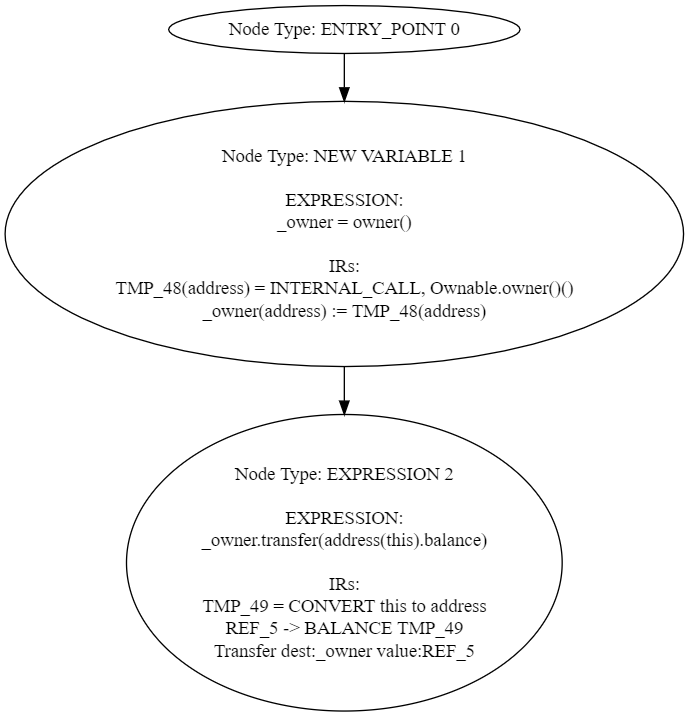 Node Type: ENTRY_POINT 0
Node Type: NEW VARIABLE 1
EXPRESSION:
_owner = owner()
IRs:
TMP_48(address) = INTERNAL_CALL, Ownable.owner()()
_owner(address) := TMP_48(address)
Node Type: EXPRESSION 2
EXPRESSION:
_owner.transfer(address(this).balance)
IRs:
TMP_49 = CONVERT this to address
REF_5 -> BALANCE TMP_49
Transfer dest:_owner value:REF_5